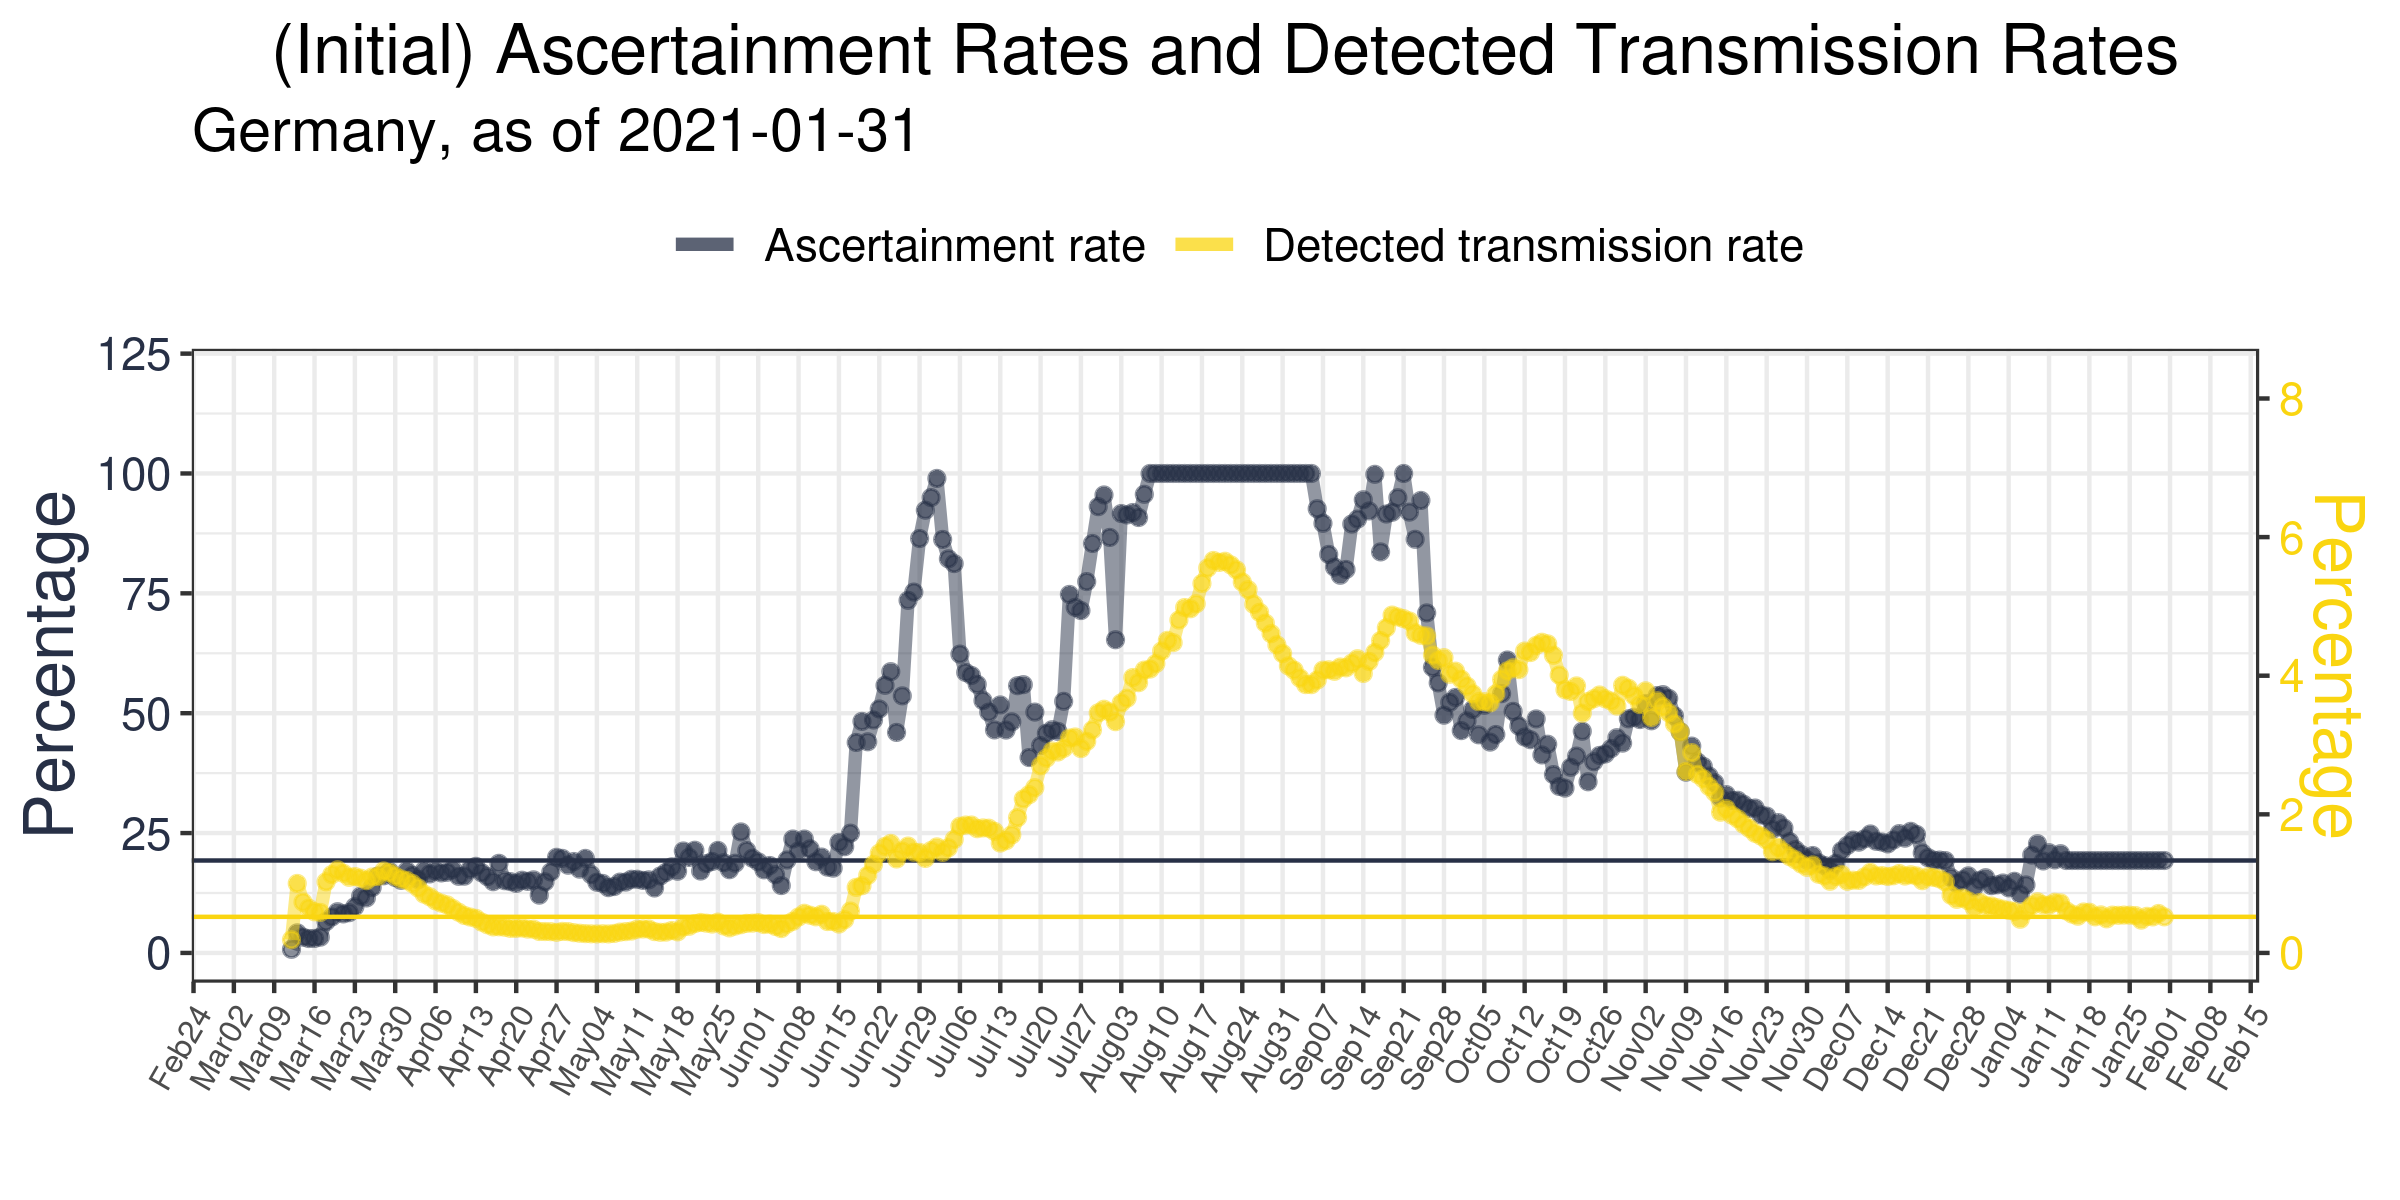 (Initial) Ascertainment Rates and Detected Transmission Rates
Germany, as of 2021-01-31
Ascertainment rate Detected transmission rate
125
100
75
50
25
0
Percentage
8
6
4
2
0
Percentage
Feb24 Mar02 Mar09 Mar16 Mar23 Mar30 Apr06 Apr13 Apr20 Apr27 May04 May11 May18 May25 Jun01 Jun08 Jun15 Jun22 Jun29 Jul06 Jul13 Jul20 Jul27 Aug03 Aug10 Aug17 Aug24 Aug31 Sep07 Sep14 Sep21 Sep28 Oct05 Oct12 Oct19 Oct26 Nov02 Nov09 Nov16 Nov23 Nov30 Dec07 Dec14 Dec21 Dec28 Jan04 Jan11 Jan18 Jan25 Feb01 Feb08 Feb15